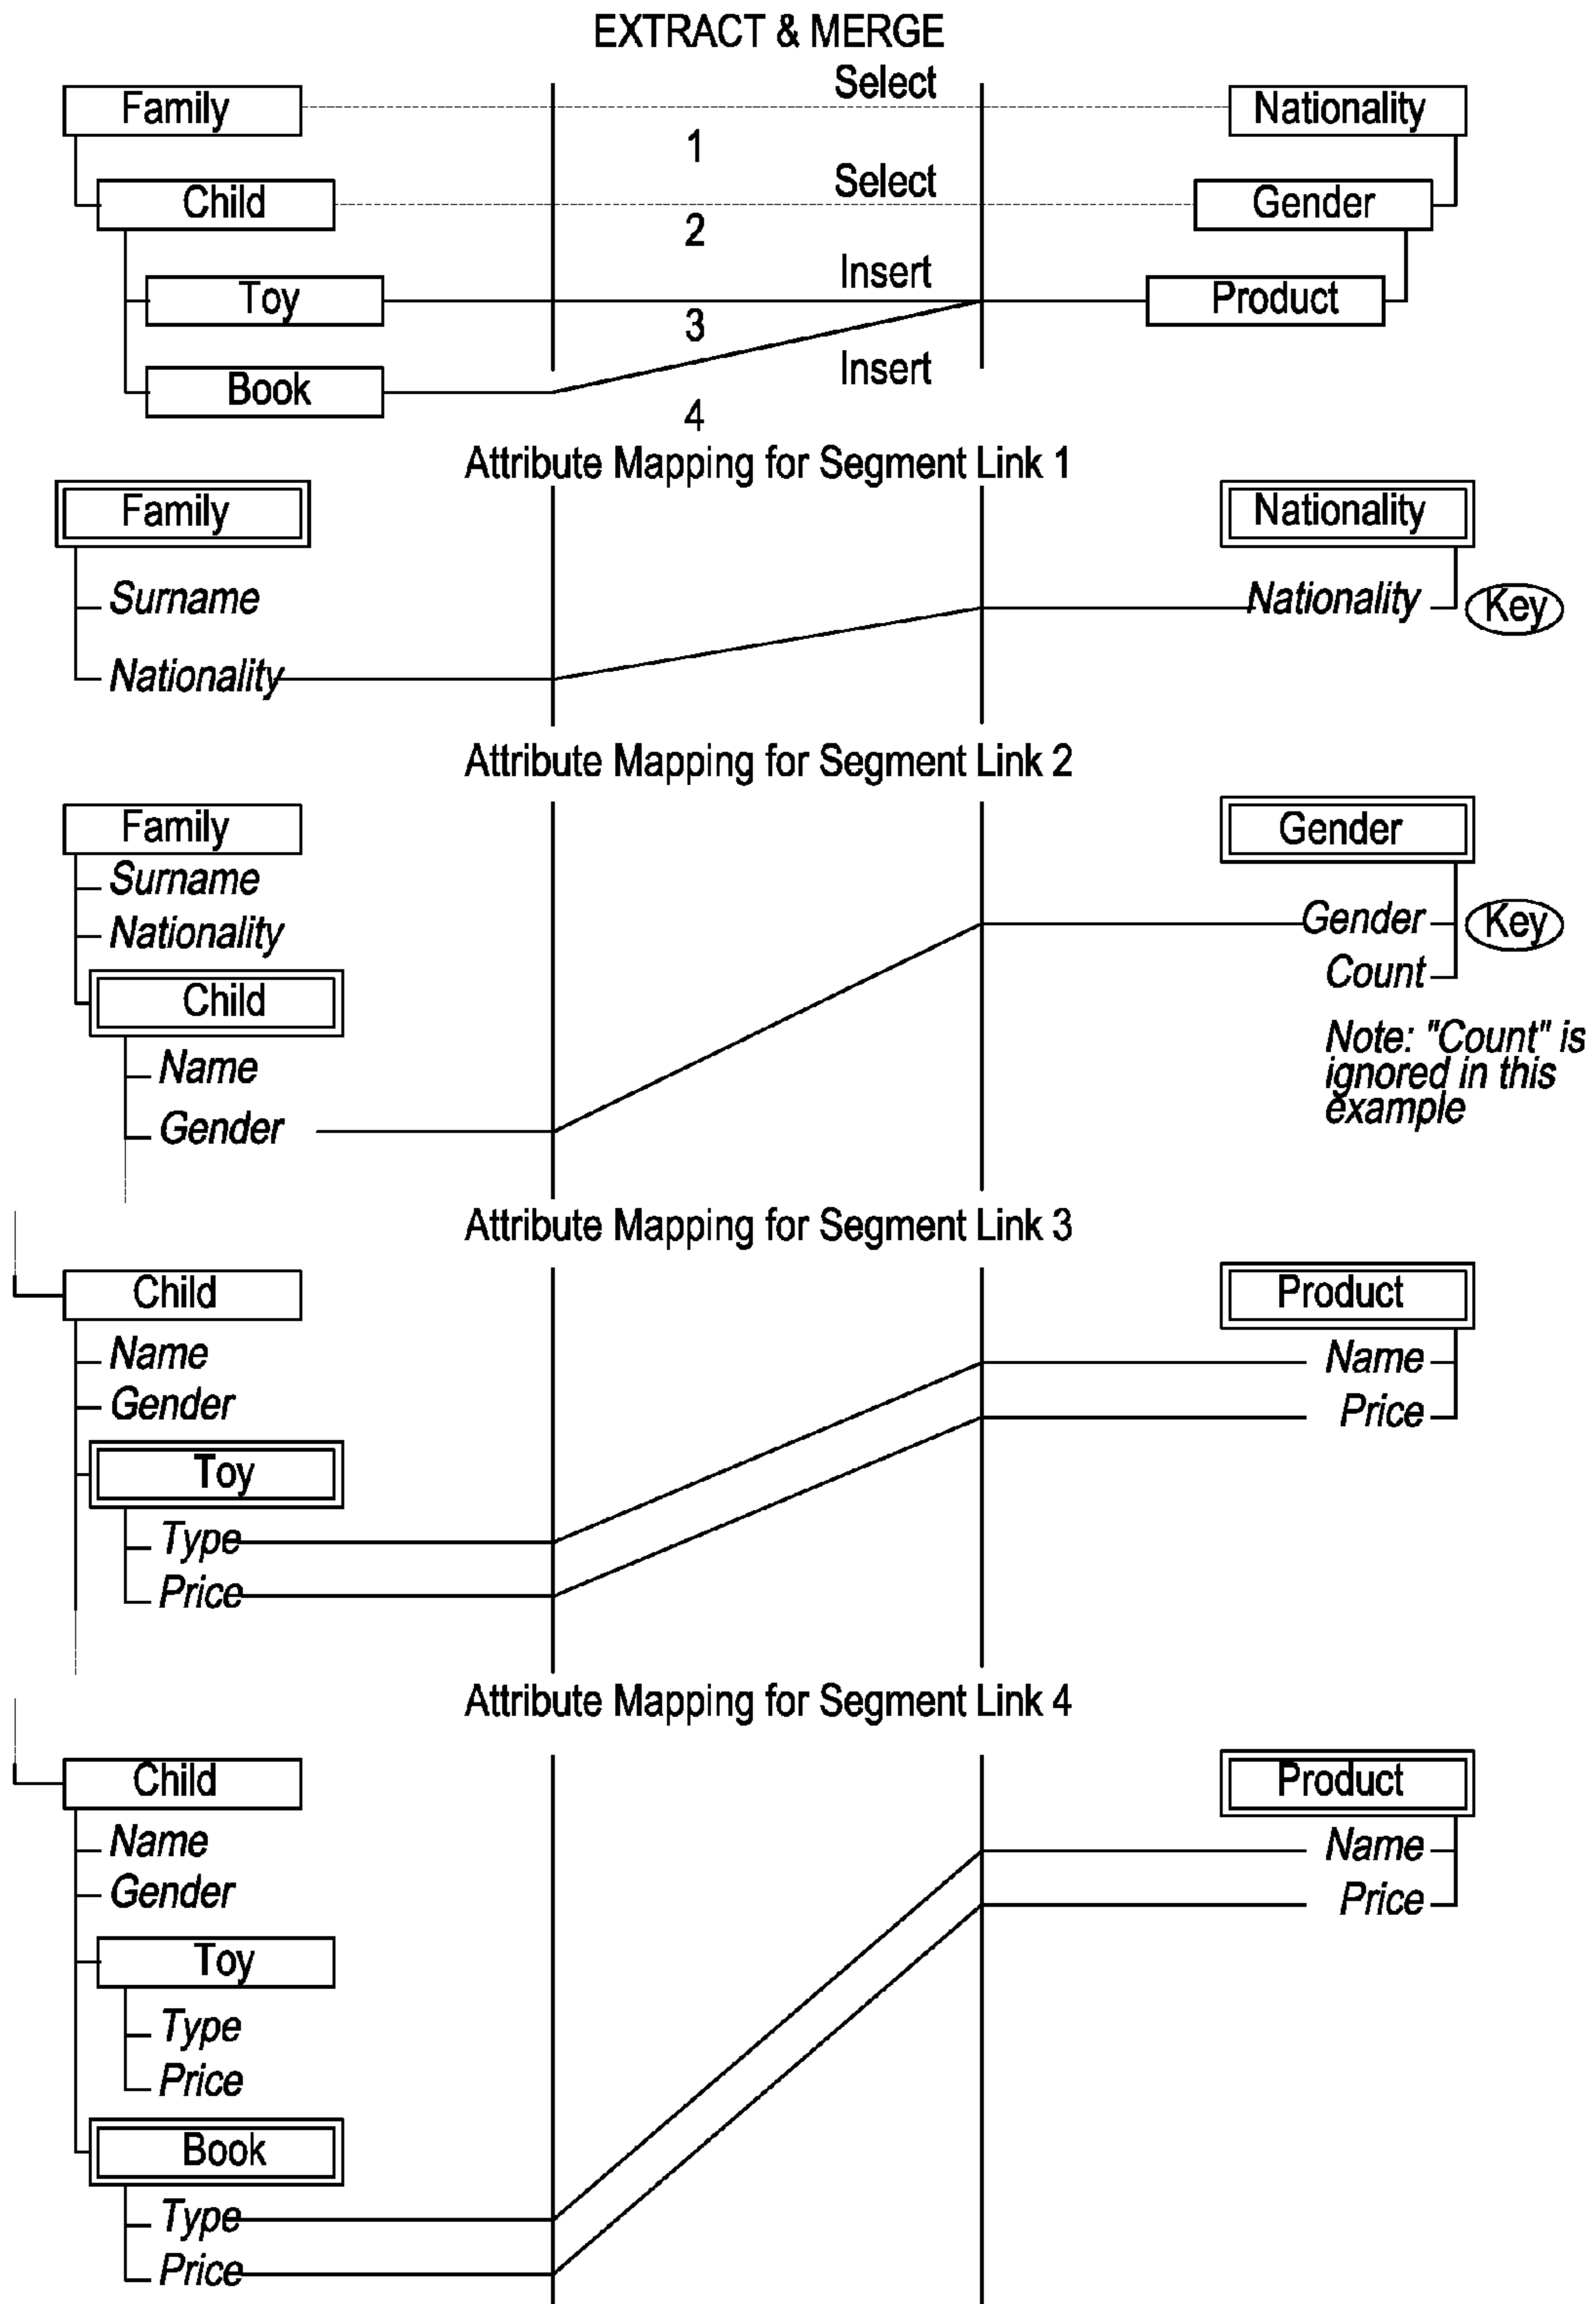 EXTRACT & MERGE
Select
Family
Nationality
1
Select
Child
Gender
2
Insert
Toy
Product
3
Insert
Book
4
Attribute Mapping for Segment Link 1
Family
Nationality
Surname
Nationality
Key
Nationality
Attribute Mapping for Segment Link 2
Family
Gender
Surname
Nationality
Gender
Key
Count
Child
Note: "Count" is
ignored in this
example
Name
Gender
Attribute Mapping for Segment Link 3
Child
Product
Name
Name
Gender
Price
Toy
Type
Price
Attribute Mapping for Segment Link 4
Child
Product
Name
Name
Gender
Price
Toy
Type
Price
Book
Type
Price